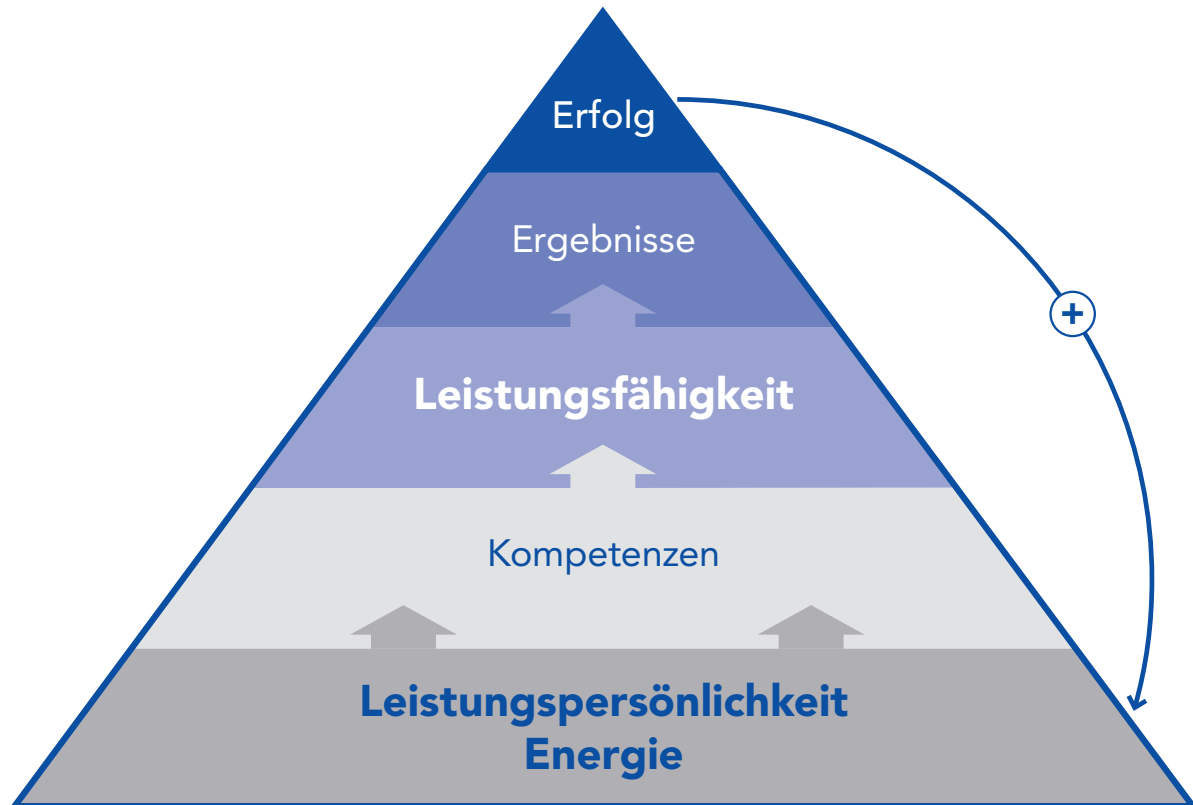 Erfolg
Ergebnisse
+
Leistungsfähigkeit
Kompetenzen
Leistungspersönlichkeit
Energie